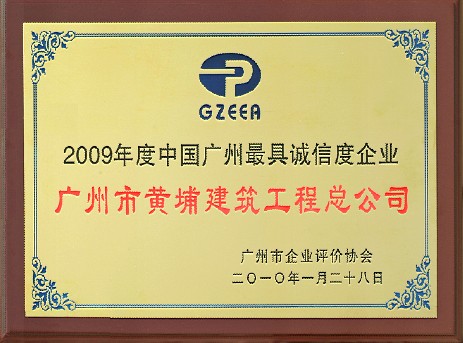 GZEEA
2009年度中国广州最具诚信度企业
广州市黄埔建筑工程总公司
广州市企业评价协会
二〇一〇年一月二十八日